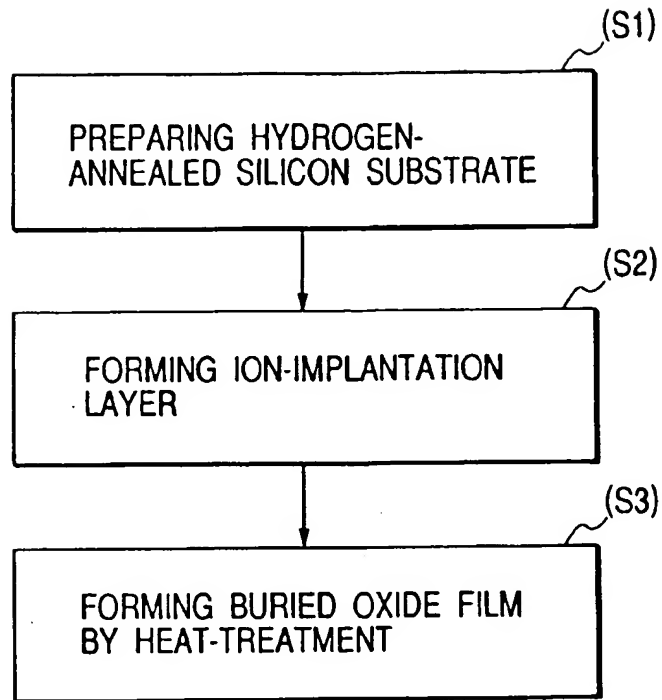 (S1)
PREPARING HYDROGEN-
ANNEALED SILICON SUBSTRATE
(S2)
FORMING ION-IMPLANTATION
LAYER
(S3)
FORMING BURIED OXIDE FILM
BY HEAT-TREATMENT